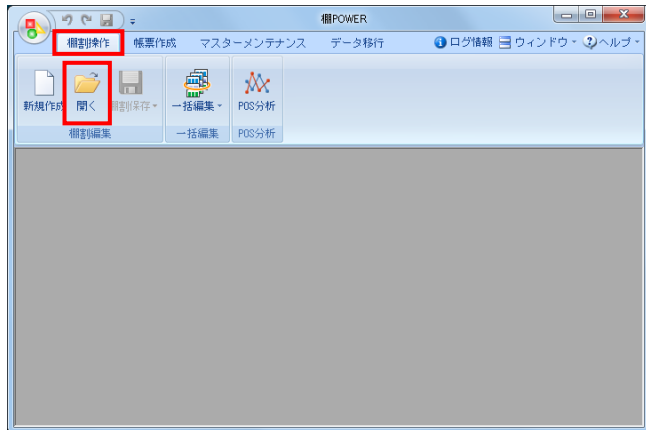 棚POWER
棚割操作 帳票作成 マスターメンテナンス データ移行 ログ情報 ウィンドウ ヘルプ
新規作成 開く 棚割保存 一括編集 POS分析
棚割編集 一括編集 POS分析